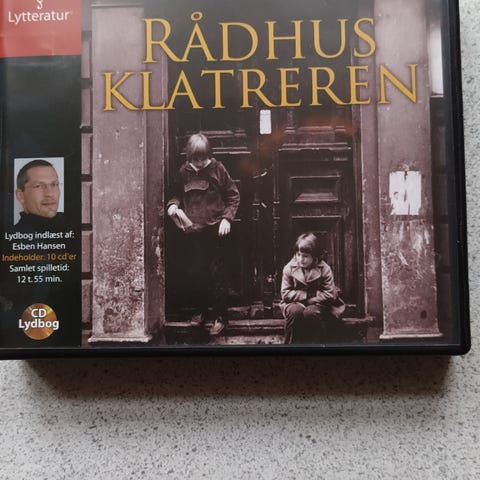 Lytteratur
RÅDHUS
KLATREREN
Lydbog indlæst af:
Esben Hansen
Indeholder: 10 cd'er
Samlet spilletid:
12 t. 55 min.
CD
Lydbog